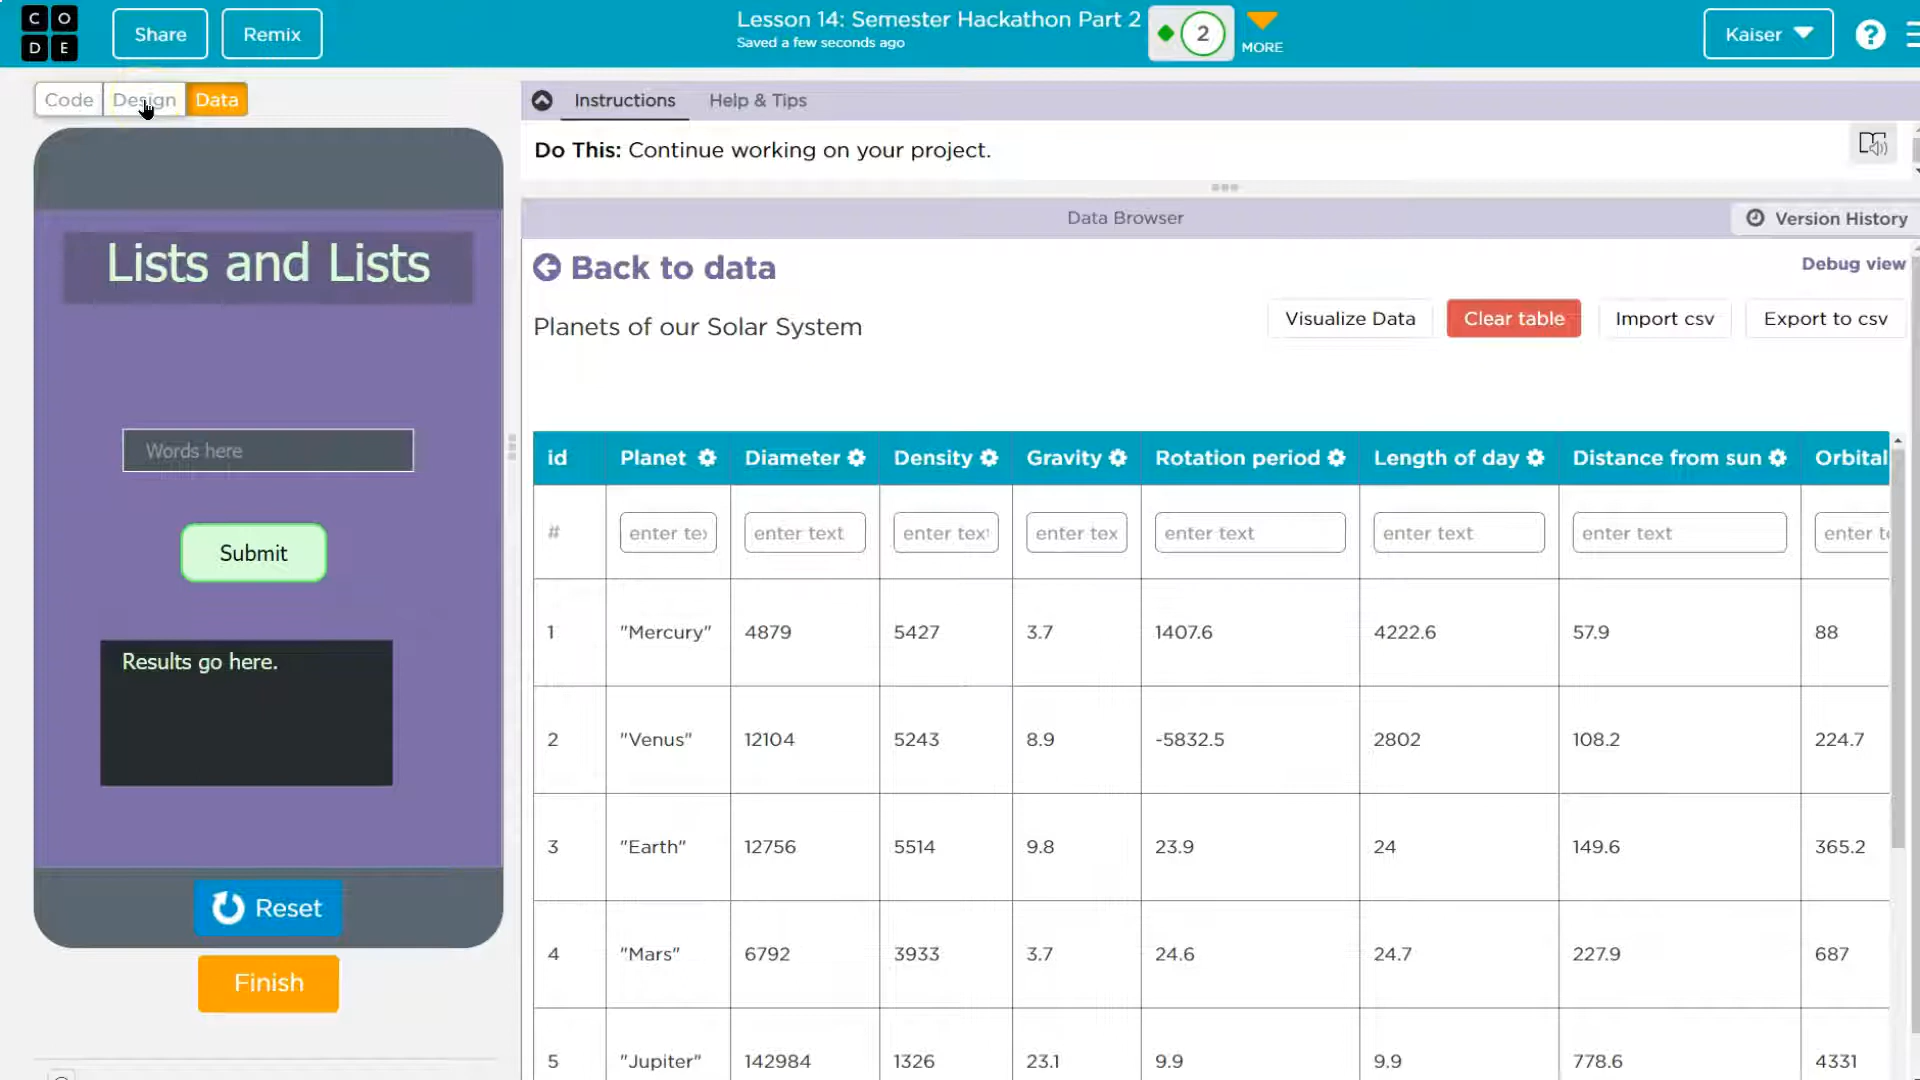 CODE
Share
Remix
Lesson 14: Semester Hackathon Part 2
Saved a few seconds ago
2
MORE
Kaiser
?
Code
Design
Data
Instructions
Help & Tips
Do This: Continue working on your project.
Data Browser
Version History
Back to data
Debug view
Planets of our Solar System
Visualize Data
Clear table
Import csv
Export to csv
Lists and Lists
Words here
Submit
Results go here.
Reset
Finish
id Planet Diameter Density Gravity Rotation period Length of day Distance from sun Orbital
# enter tex enter text enter text enter tex enter text enter text enter text enter te
1 "Mercury" 4879 5427 3.7 1407.6 4222.6 57.9 88
2 "Venus" 12104 5243 8.9 -5832.5 2802 108.2 224.7
3 "Earth" 12756 5514 9.8 23.9 24 149.6 365.2
4 "Mars" 6792 3933 3.7 24.6 24.7 227.9 687
5 "Jupiter" 142984 1326 23.1 9.9 9.9 778.6 4331